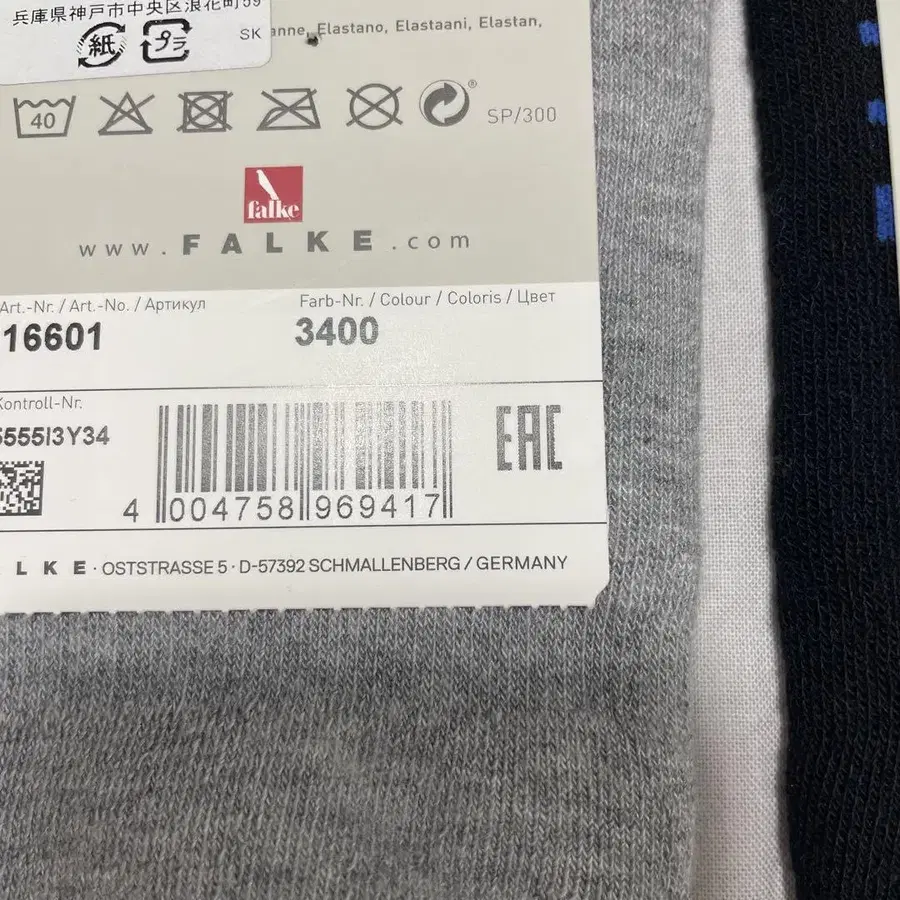 兵庫県神戸市中央区浪花町59
紙 プラ
SK
Elastano, Elastaani, Elastan,
40
SP/300
falke
www.FALKE.com
Art.-Nr. / Art.-No. / Артикул
Farb-Nr. / Colour / Coloris / Цвет
16601
3400
Kontroll-Nr.
5555I3Y34
EAC
4 004758 969417
LKE · OSTSTRASSE 5 · D-57392 SCHMALLENBERG / GERMANY